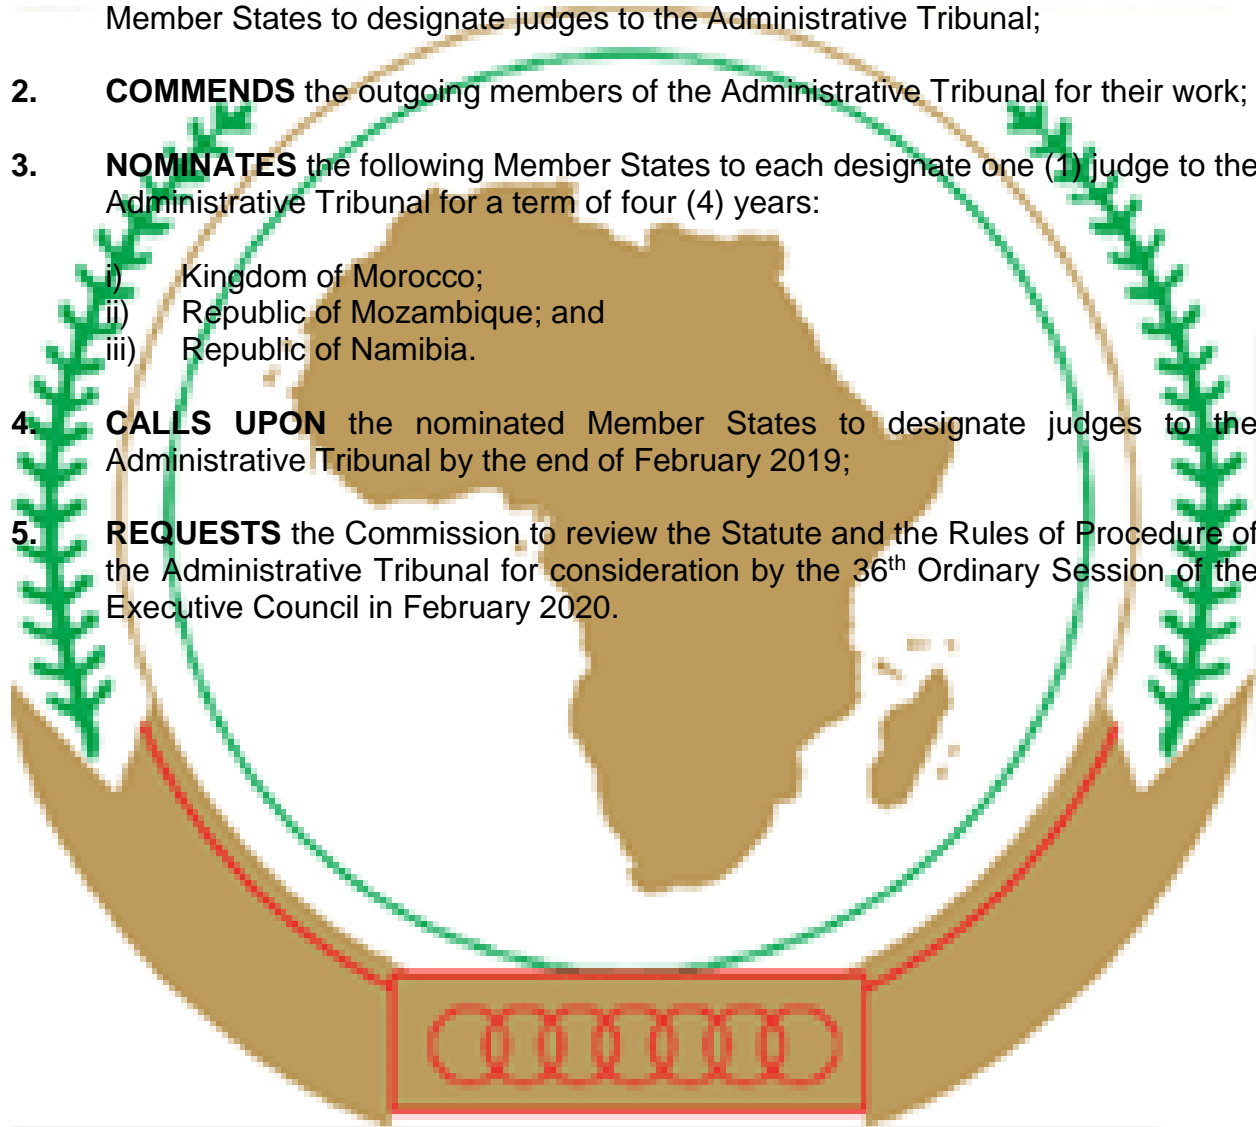 Member States to designate judges to the Administrative Tribunal;
2. COMMENDS the outgoing members of the Administrative Tribunal for their work;
3. NOMINATES the following Member States to each designate one (1) judge to the
Administrative Tribunal for a term of four (4) years:
i) Kingdom of Morocco;
ii) Republic of Mozambique; and
iii) Republic of Namibia.
4. CALLS UPON the nominated Member States to designate judges to the
Administrative Tribunal by the end of February 2019;
5. REQUESTS the Commission to review the Statute and the Rules of Procedure of
the Administrative Tribunal for consideration by the 36th Ordinary Session of the
Executive Council in February 2020.